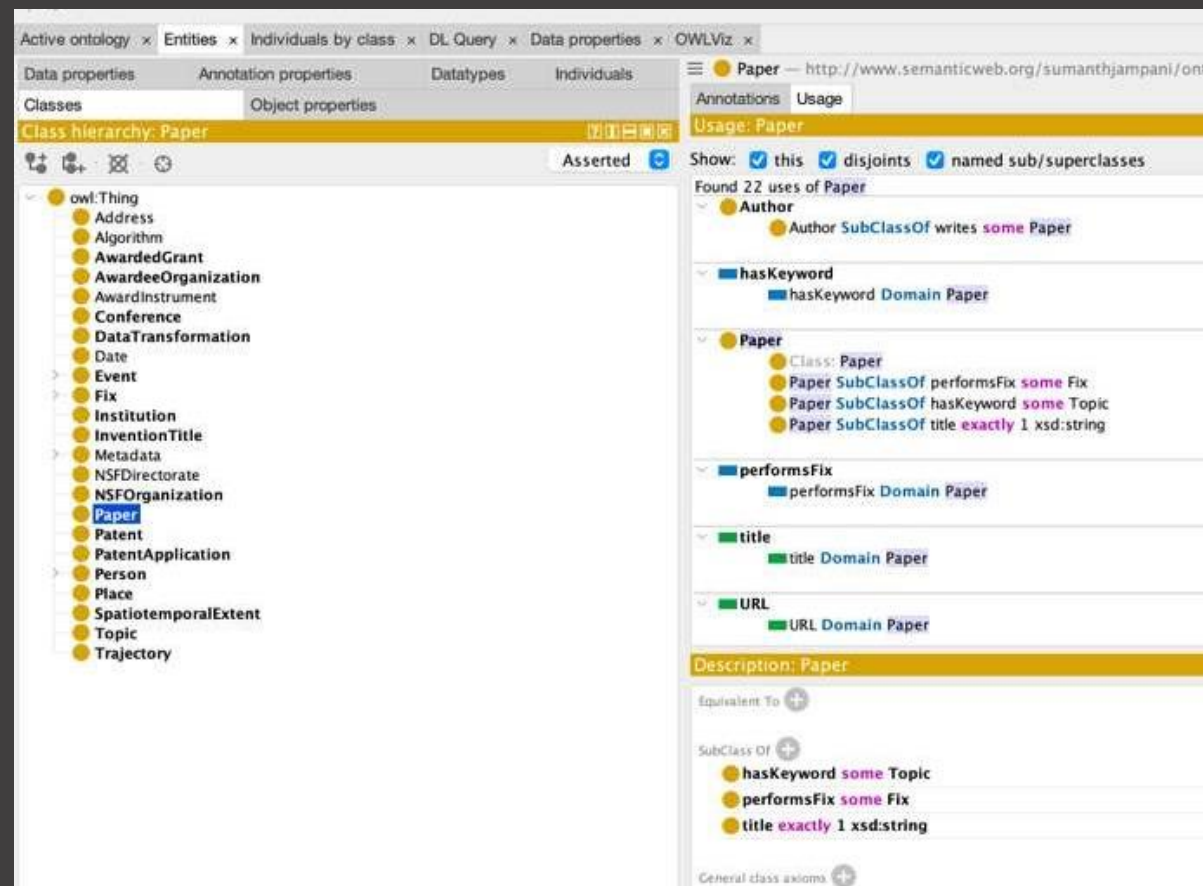 Active ontology × Entities × Individuals by class × DL Query × Data properties × OWLViz ×
Data properties Annotation properties Datatypes Individuals
Classes Object properties
Class hierarchy: Paper
Asserted
owl:Thing
Address
Algorithm
AwardedGrant
AwardeeOrganization
AwardInstrument
Conference
DataTransformation
Date
Event
Fix
Institution
InventionTitle
Metadata
NSFDirectorate
NSFOrganization
Paper
Patent
PatentApplication
Person
Place
SpatiotemporalExtent
Topic
Trajectory
Paper — http://www.semanticweb.org/sumanthjampani/ont
Annotations Usage
Usage: Paper
Show: this disjoints named sub/superclasses
Found 22 uses of Paper
Author
Author SubClassOf writes some Paper
hasKeyword
hasKeyword Domain Paper
Paper
Class: Paper
Paper SubClassOf performsFix some Fix
Paper SubClassOf hasKeyword some Topic
Paper SubClassOf title exactly 1 xsd:string
performsFix
performsFix Domain Paper
title
title Domain Paper
URL
URL Domain Paper
Description: Paper
Equivalent To
SubClass Of
hasKeyword some Topic
performsFix some Fix
title exactly 1 xsd:string
General class axioms